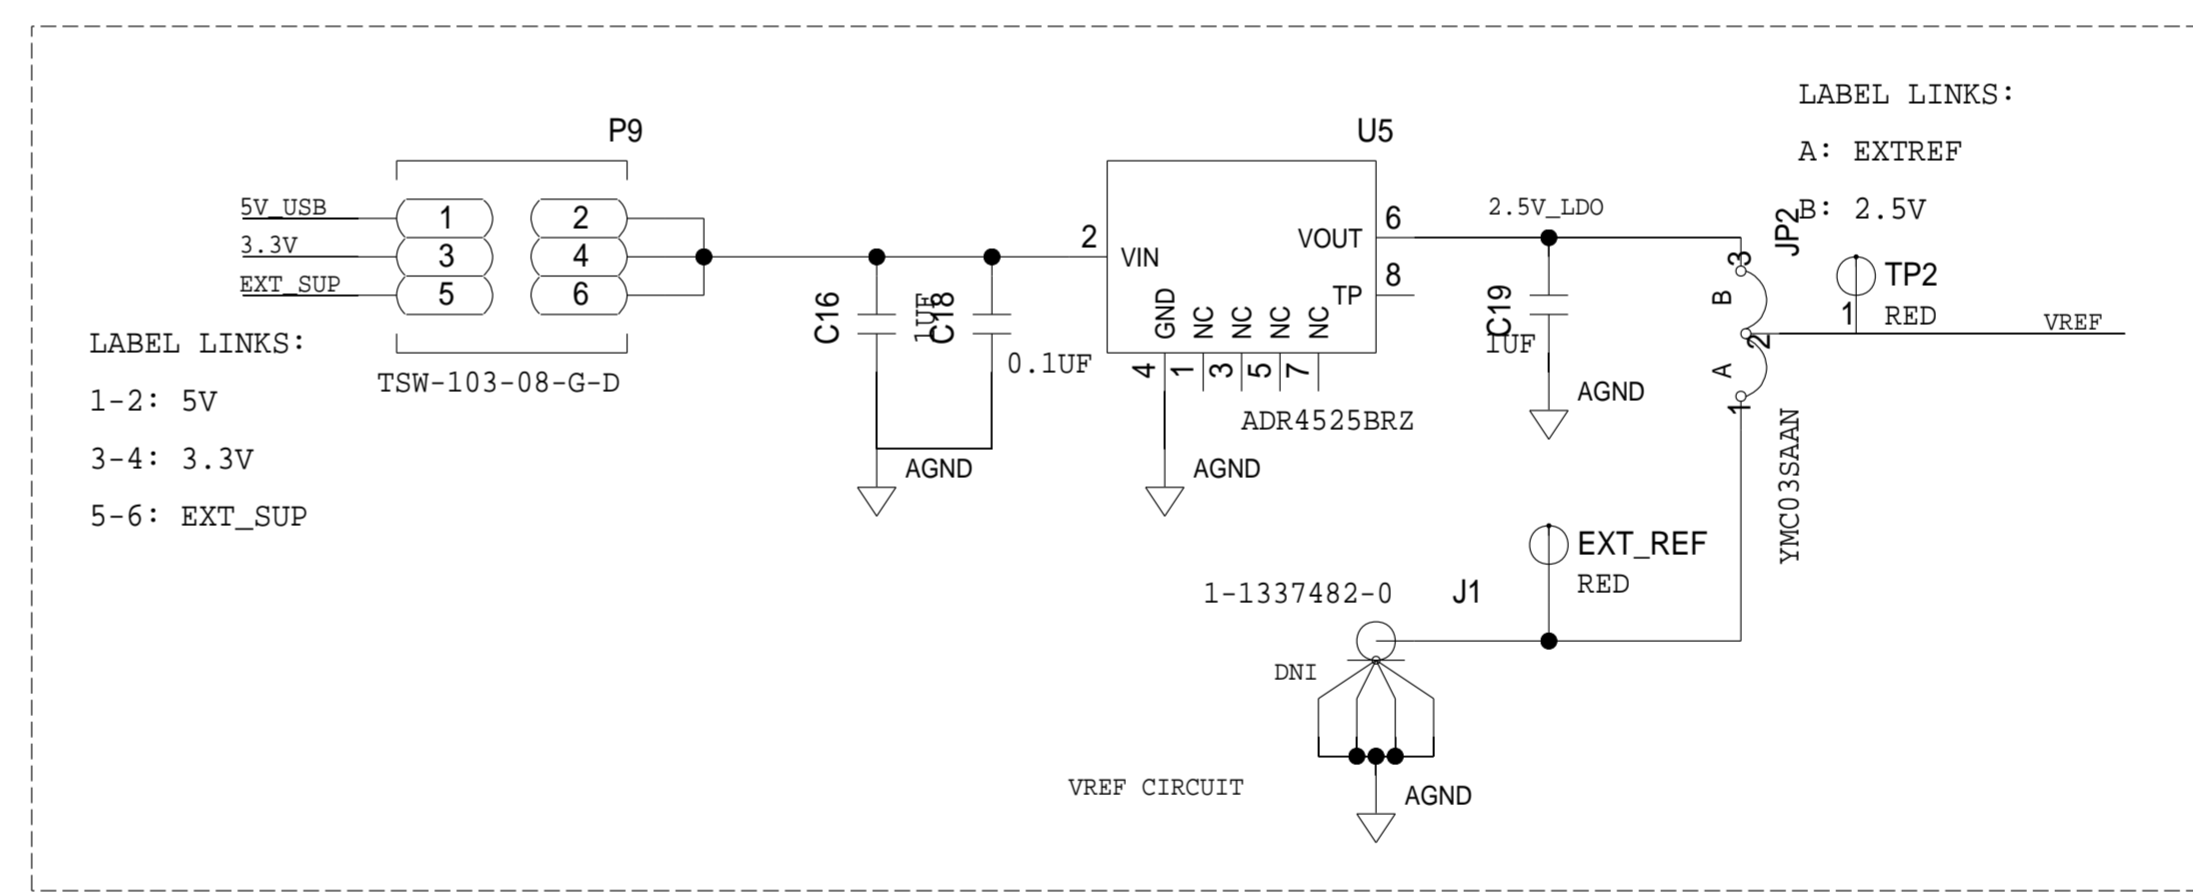 LABEL LINKS:
A: EXTREF
B: 2.5V
P9
U5
5V_USB
3.3V
EXT_SUP
1
2
3
4
5
6
TSW-103-08-G-D
LABEL LINKS:
1-2: 5V
3-4: 3.3V
5-6: EXT_SUP
C16
1UF
C18
0.1UF
AGND
2
VIN
VOUT
6
TP
8
GND
NC
NC
NC
NC
4
1
3
5
7
ADR4525BRZ
AGND
2.5V_LDO
C19
1UF
AGND
JP2
3
B
2
A
1
YMC03SAAN
TP2
1
RED
VREF
EXT_REF
RED
1-1337482-0
J1
DNI
AGND
VREF CIRCUIT